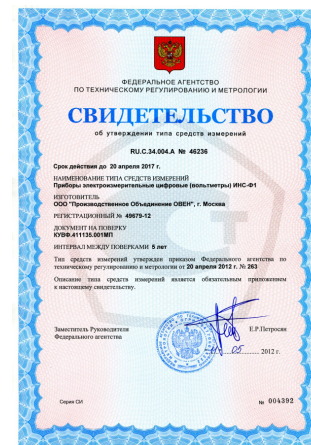 ФЕДЕРАЛЬНОЕ АГЕНТСТВО
ПО ТЕХНИЧЕСКОМУ РЕГУЛИРОВАНИЮ И МЕТРОЛОГИИ
СВИДЕТЕЛЬСТВО
об утверждении типа средств измерений
RU.C.34.004.A № 46236
Срок действия до 20 апреля 2017 г.
НАИМЕНОВАНИЕ ТИПА СРЕДСТВ ИЗМЕРЕНИЙ
Приборы электроизмерительные цифровые (вольтметры) ИНС-Ф1
ИЗГОТОВИТЕЛЬ
ООО "Производственное Объединение ОВЕН", г. Москва
РЕГИСТРАЦИОННЫЙ № 49679-12
ДОКУМЕНТ НА ПОВЕРКУ
КУВФ.411135.001МП
ИНТЕРВАЛ МЕЖДУ ПОВЕРКАМИ 5 лет
Тип средств измерений утвержден приказом Федерального агентства по
техническому регулированию и метрологии от 20 апреля 2012 г. № 263
Описание типа средств измерений является обязательным приложением
к настоящему свидетельству.
Заместитель Руководителя
Федерального агентства
Е.Р.Петросян
05 2012 г.
Серия СИ
№ 004392